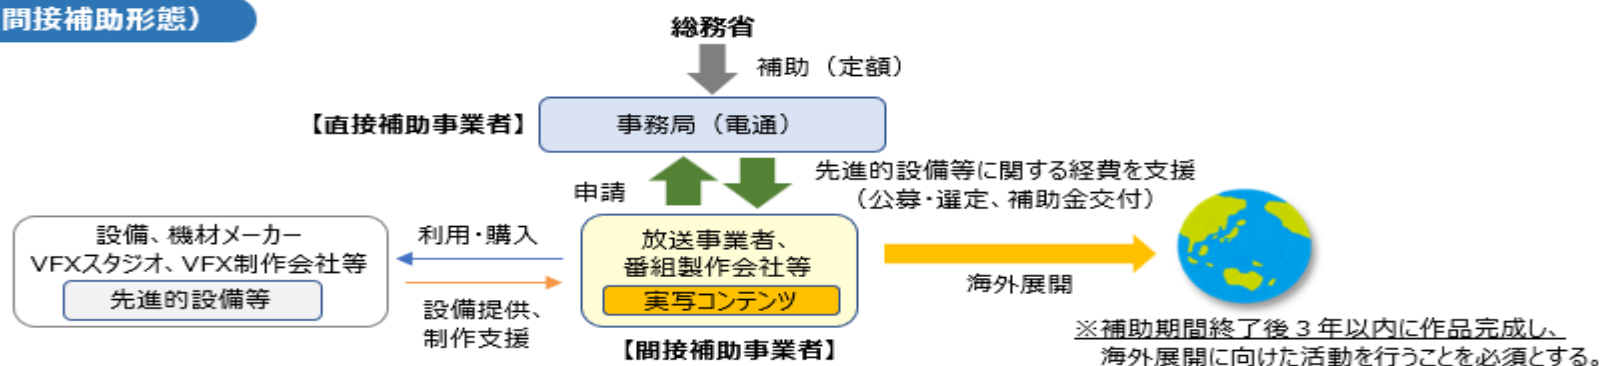 間接補助形態）
総務省
補助（定額）
【直接補助事業者】
事務局（電通）
申請
先進的設備等に関する経費を支援
（公募・選定、補助金交付）
設備、機材メーカー
VFXスタジオ、VFX制作会社等
先進的設備等
利用・購入
設備提供、
制作支援
放送事業者、
番組製作会社等
実写コンテンツ
【間接補助事業者】
海外展開
※補助期間終了後３年以内に作品完成し、
海外展開に向けた活動を行うことを必須とする。